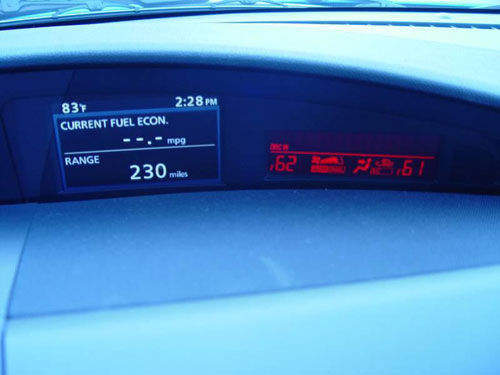 83°F 2:28 PM
CURRENT FUEL ECON.
--.- mpg
RANGE
230 miles
62 61